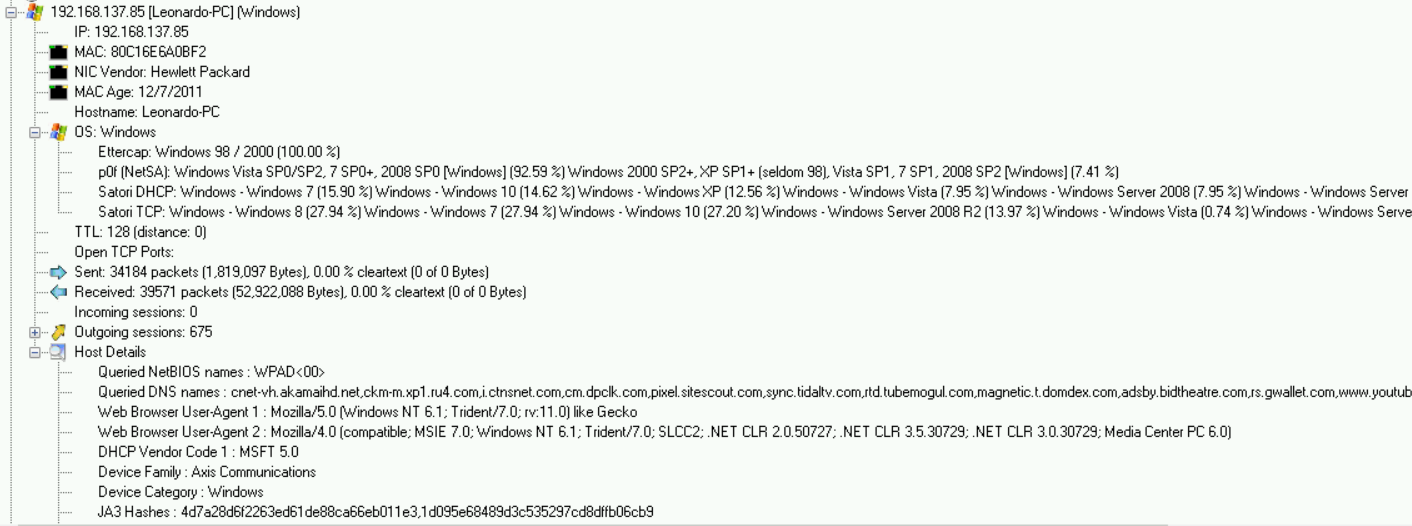 192.168.137.85 [Leonardo-PC] (Windows)
IP: 192.168.137.85
MAC: 80C16E6A0BF2
NIC Vendor: Hewlett Packard
MAC Age: 12/7/2011
Hostname: Leonardo-PC
OS: Windows
Ettercap: Windows 98 / 2000 (100.00 %)
p0f (NetSA): Windows Vista SP0/SP2, 7 SP0+, 2008 SP0 [Windows] (92.59 %) Windows 2000 SP2+, XP SP1+ (seldom 98), Vista SP1, 7 SP1, 2008 SP2 [Windows] (7.41 %)
Satori DHCP: Windows - Windows 7 (15.90 %) Windows - Windows 10 (14.62 %) Windows - Windows XP (12.56 %) Windows - Windows Vista (7.95 %) Windows - Windows Server 2008 (7.95 %) Windows - Windows Server
Satori TCP: Windows - Windows 8 (27.94 %) Windows - Windows 7 (27.94 %) Windows - Windows 10 (27.20 %) Windows - Windows Server 2008 R2 (13.97 %) Windows - Windows Vista (0.74 %) Windows - Windows Serve
TTL: 128 (distance: 0)
Open TCP Ports:
Sent: 34184 packets (1,819,097 Bytes), 0.00 % cleartext (0 of 0 Bytes)
Received: 39571 packets (52,922,088 Bytes), 0.00 % cleartext (0 of 0 Bytes)
Incoming sessions: 0
Outgoing sessions: 675
Host Details
Queried NetBIOS names : WPAD<00>
Queried DNS names : cnet-vh.akamaihd.net,ckm-m.xp1.ru4.com,i.ctnsnet.com,cm.dpclk.com,pixel.sitescout.com,sync.tidaltv.com,rtd.tubemogul.com,magnetic.t.domdex.com,adsby.bidtheatre.com,rs.gwallet.com,www.youtub
Web Browser User-Agent 1 : Mozilla/5.0 (Windows NT 6.1; Trident/7.0; rv:11.0) like Gecko
Web Browser User-Agent 2 : Mozilla/4.0 (compatible; MSIE 7.0; Windows NT 6.1; Trident/7.0; SLCC2; .NET CLR 2.0.50727; .NET CLR 3.5.30729; .NET CLR 3.0.30729; Media Center PC 6.0)
DHCP Vendor Code 1 : MSFT 5.0
Device Family : Axis Communications
Device Category : Windows
JA3 Hashes : 4d7a28d6f2263ed61de88ca66eb011e3,1d095e68489d3c535297cd8dffb06cb9